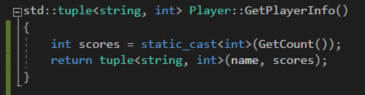 std::tuple<string, int> Player::GetPlayerInfo()
{
    int scores = static_cast<int>(GetCount());
    return tuple<string, int>(name, scores);
}